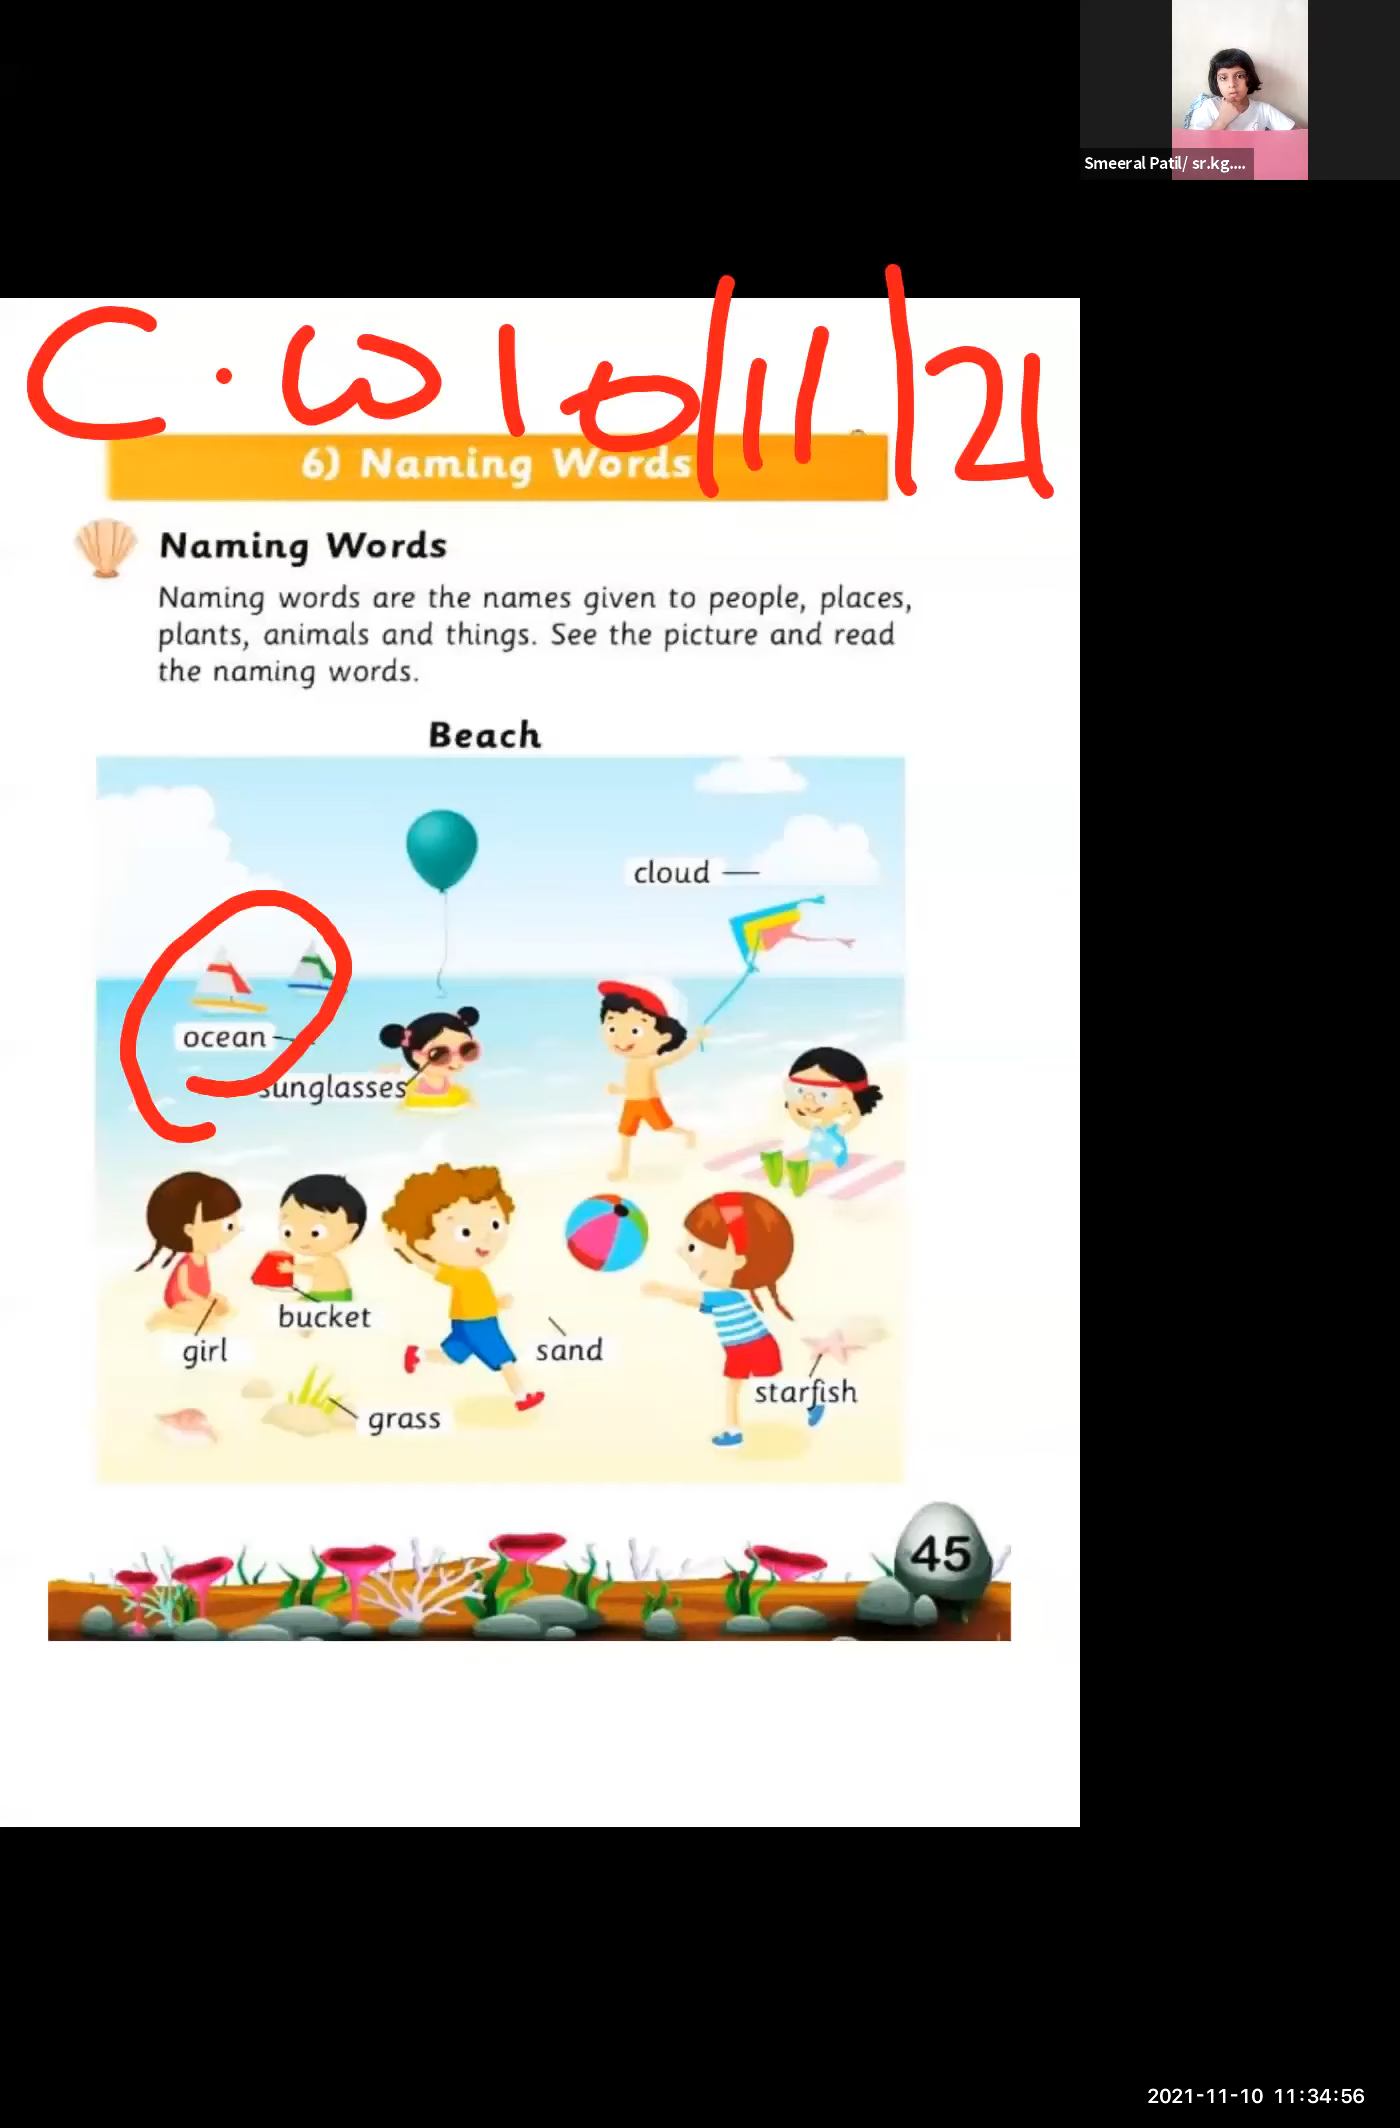 Smeeral Patil/ sr.kg....
C.W 10/11/21
6) Naming Words
Naming Words
Naming words are the names given to people, places,
plants, animals and things. See the picture and read
the naming words.
Beach
cloud
ocean
sunglasses
bucket
girl
sand
starfish
grass
45
2021-11-10 11:34:56